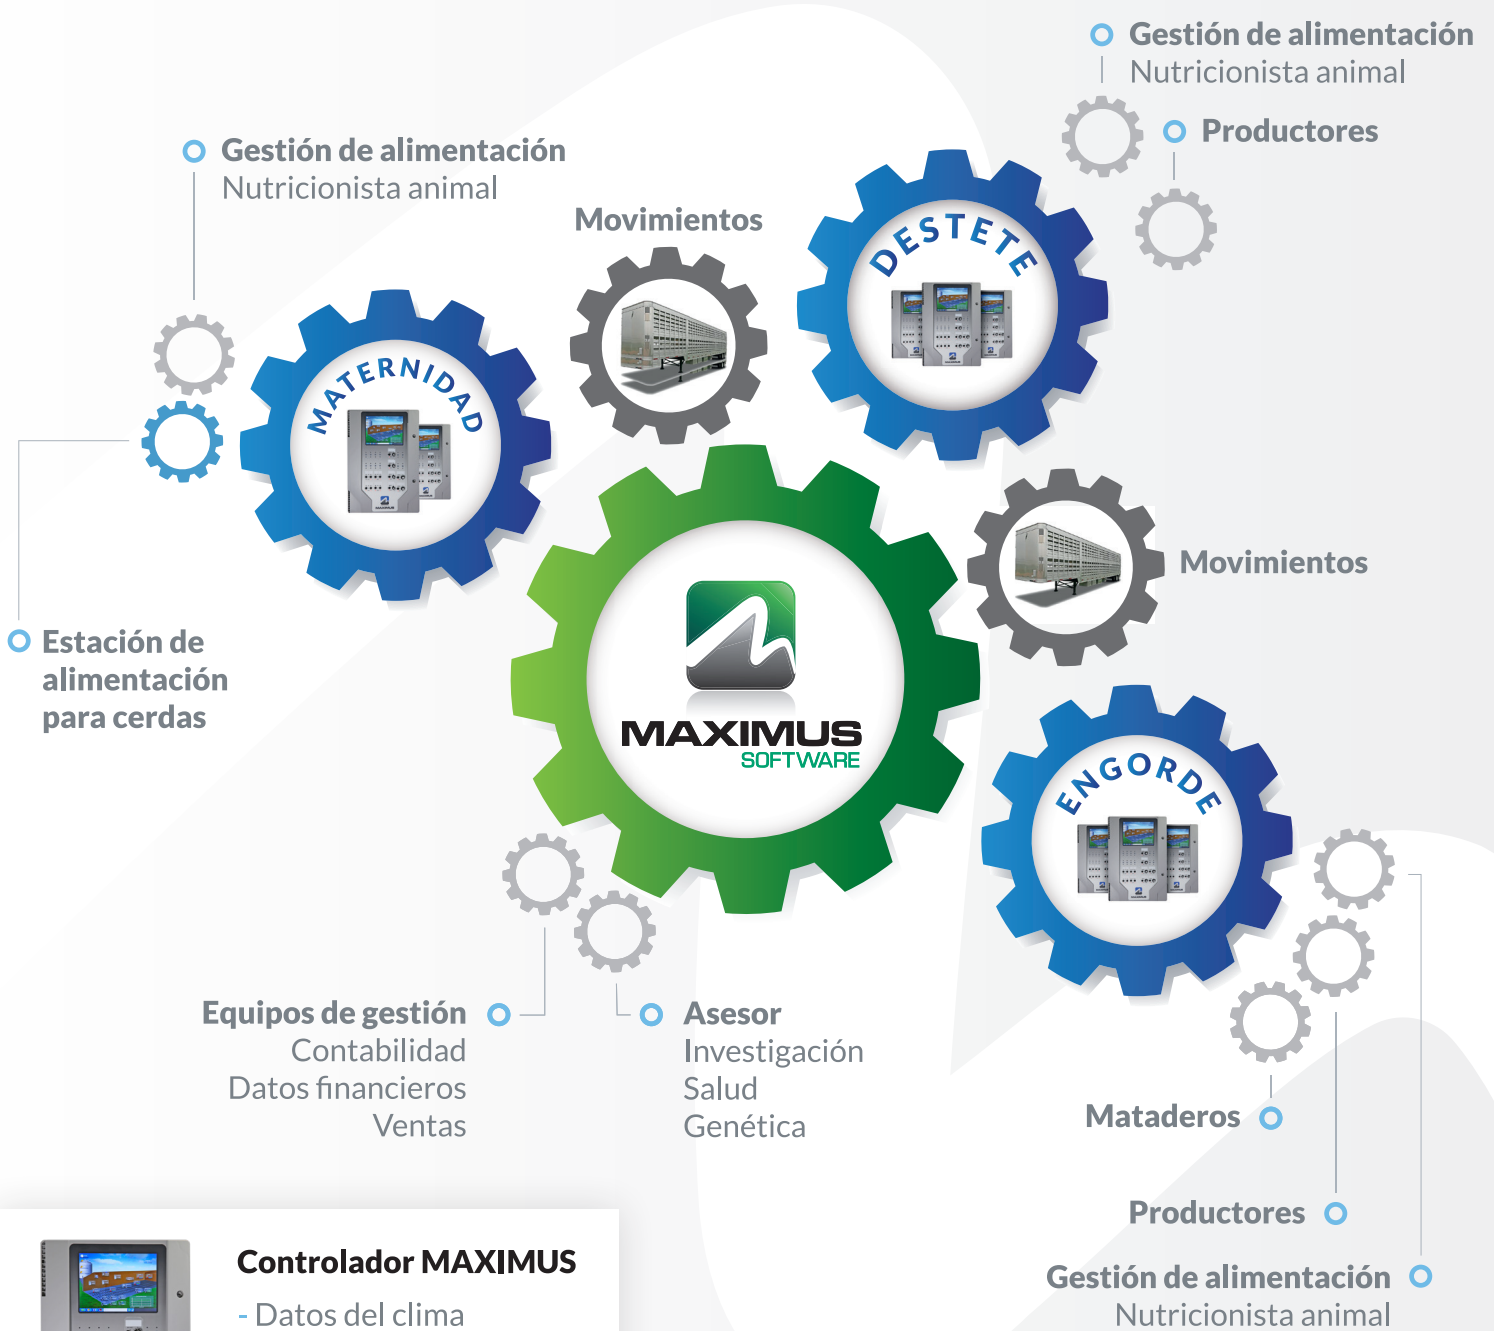 Gestión de alimentación
Nutricionista animal
Productores
Gestión de alimentación
Nutricionista animal
Movimientos
DESTETE
MATERNIDAD
Movimientos
Estación de
alimentación
para cerdas
MAXIMUS
SOFTWARE
ENGORDE
Equipos de gestión
Contabilidad
Datos financieros
Ventas
Asesor
Investigación
Salud
Genética
Mataderos
Productores
Gestión de alimentación
Nutricionista animal
Controlador MAXIMUS
- Datos del clima